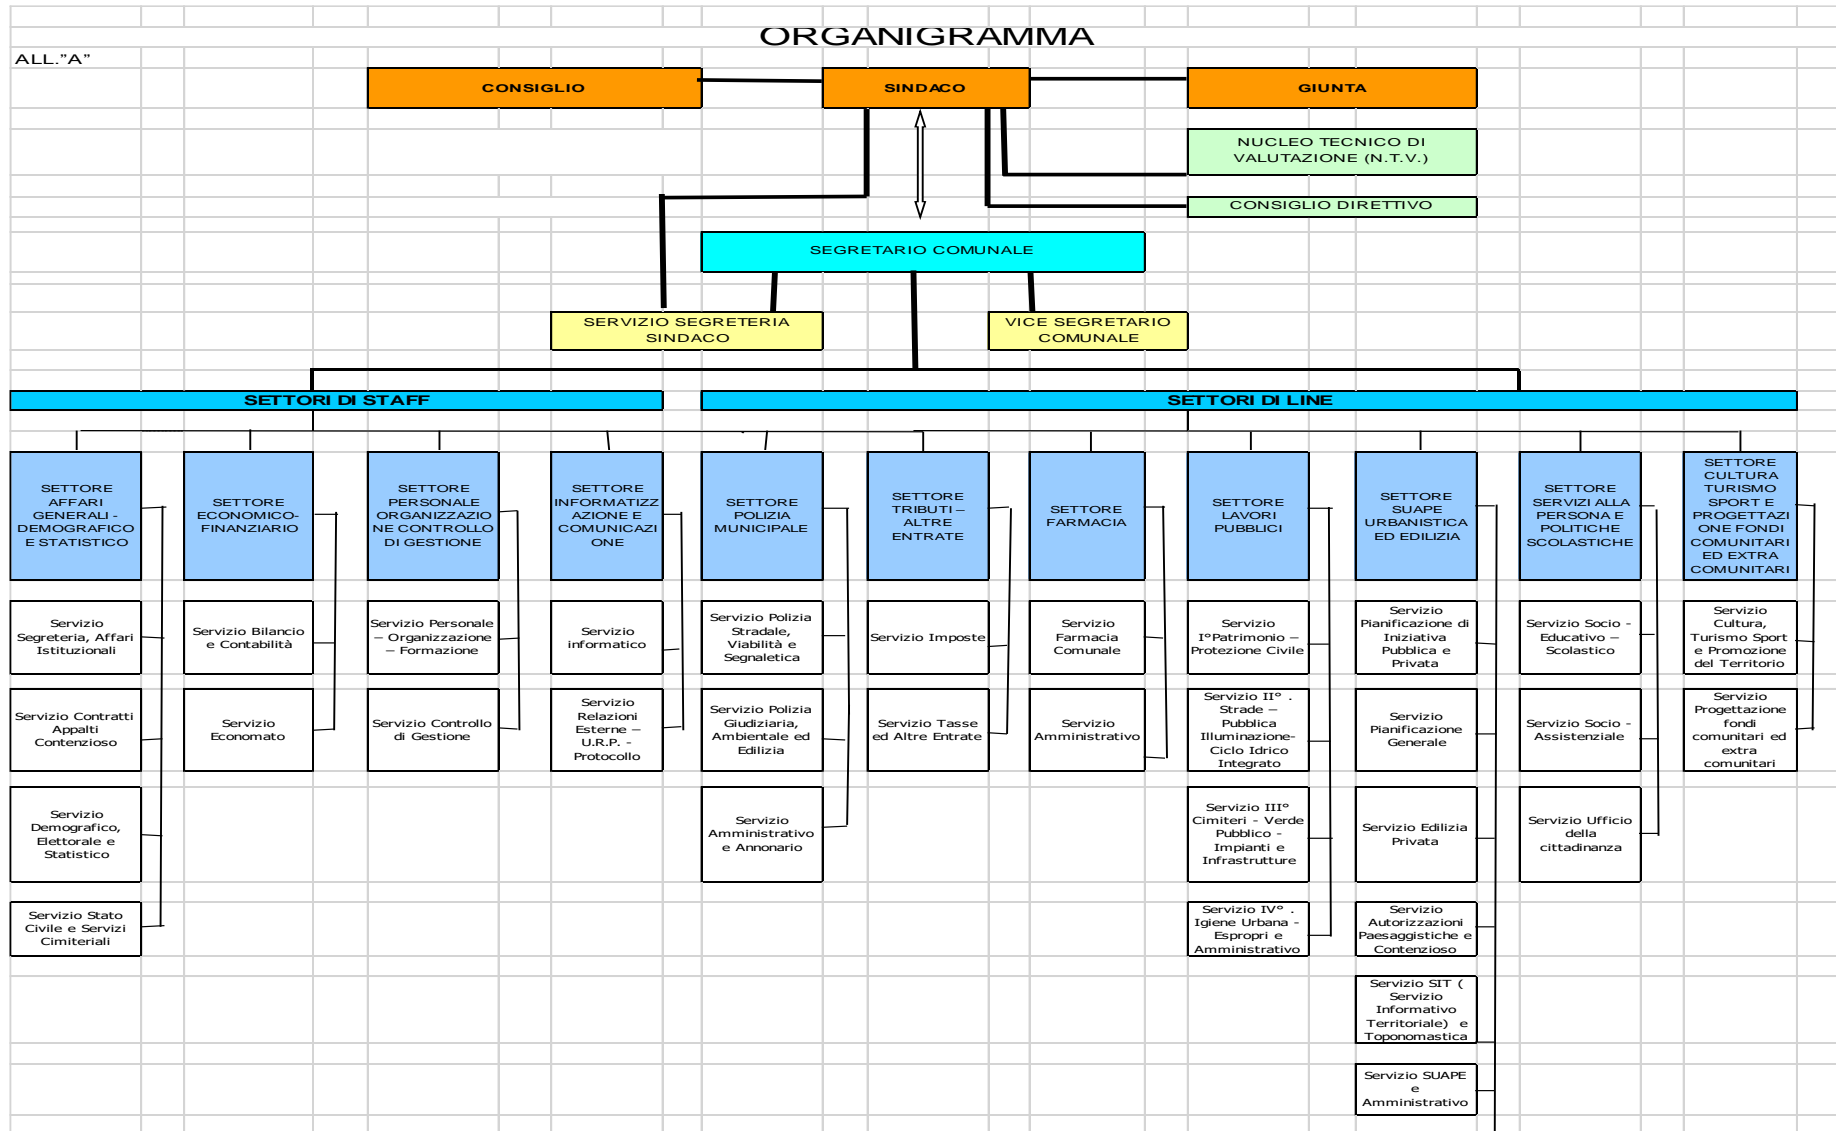 ORGANIGRAMMA
ALL."A"
CONSIGLIO
SINDACO
GIUNTA
NUCLEO TECNICO DI
VALUTAZIONE (N.T.V.)
CONSIGLIO DIRETTIVO
SEGRETARIO COMUNALE
SERVIZIO SEGRETERIA
SINDACO
VICE SEGRETARIO
COMUNALE
SETTORI DI STAFF
SETTORI DI LINE
SETTORE
AFFARI
GENERALI -
DEMOGRAFICO
E STATISTICO
SETTORE
ECONOMICO-
FINANZIARIO
SETTORE
PERSONALE
ORGANIZZAZIO
NE CONTROLLO
DI GESTIONE
SETTORE
INFORMATIZZ
AZIONE E
COMUNICAZI
ONE
SETTORE
POLIZIA
MUNICIPALE
SETTORE
TRIBUTI –
ALTRE
ENTRATE
SETTORE
FARMACIA
SETTORE
LAVORI
PUBBLICI
SETTORE
SUAPE
URBANISTICA
ED EDILIZIA
SETTORE
SERVIZI ALLA
PERSONA E
POLITICHE
SCOLASTICHE
SETTORE
CULTURA
TURISMO
SPORT E
PROGETTAZI
ONE FONDI
COMUNITARI
ED EXTRA
COMUNITARI
Servizio
Segreteria, Affari
Istituzionali
Servizio Bilancio
e Contabilità
Servizio Personale
– Organizzazione
– Formazione
Servizio
informatico
Servizio Polizia
Stradale,
Viabilità e
Segnaletica
Servizio Imposte
Servizio
Farmacia
Comunale
Servizio
I°Patrimonio –
Protezione Civile
Servizio
Pianificazione di
Iniziativa
Pubblica e
Privata
Servizio Socio -
Educativo –
Scolastico
Servizio
Cultura,
Turismo Sport
e Promozione
del Territorio
Servizio Contratti
Appalti
Contenzioso
Servizio
Economato
Servizio Controllo
di Gestione
Servizio
Relazioni
Esterne –
U.R.P. -
Protocollo
Servizio Polizia
Giudiziaria,
Ambientale ed
Edilizia
Servizio Tasse
ed Altre Entrate
Servizio
Amministrativo
Servizio II° .
Strade –
Pubblica
Illuminazione-
Ciclo Idrico
Integrato
Servizio
Pianificazione
Generale
Servizio Socio -
Assistenziale
Servizio
Progettazione
fondi
comunitari ed
extra
comunitari
Servizio
Demografico,
Elettorale e
Statistico
Servizio
Amministrativo
e Annonario
Servizio III°
Cimiteri - Verde
Pubblico -
Impianti e
Infrastrutture
Servizio Edilizia
Privata
Servizio Ufficio
della
cittadinanza
Servizio Stato
Civile e Servizi
Cimiteriali
Servizio IV° .
Igiene Urbana -
Espropri e
Amministrativo
Servizio
Autorizzazioni
Paesaggistiche e
Contenzioso
Servizio SIT (
Servizio
Informativo
Territoriale) e
Toponomastica
Servizio SUAPE
e
Amministrativo